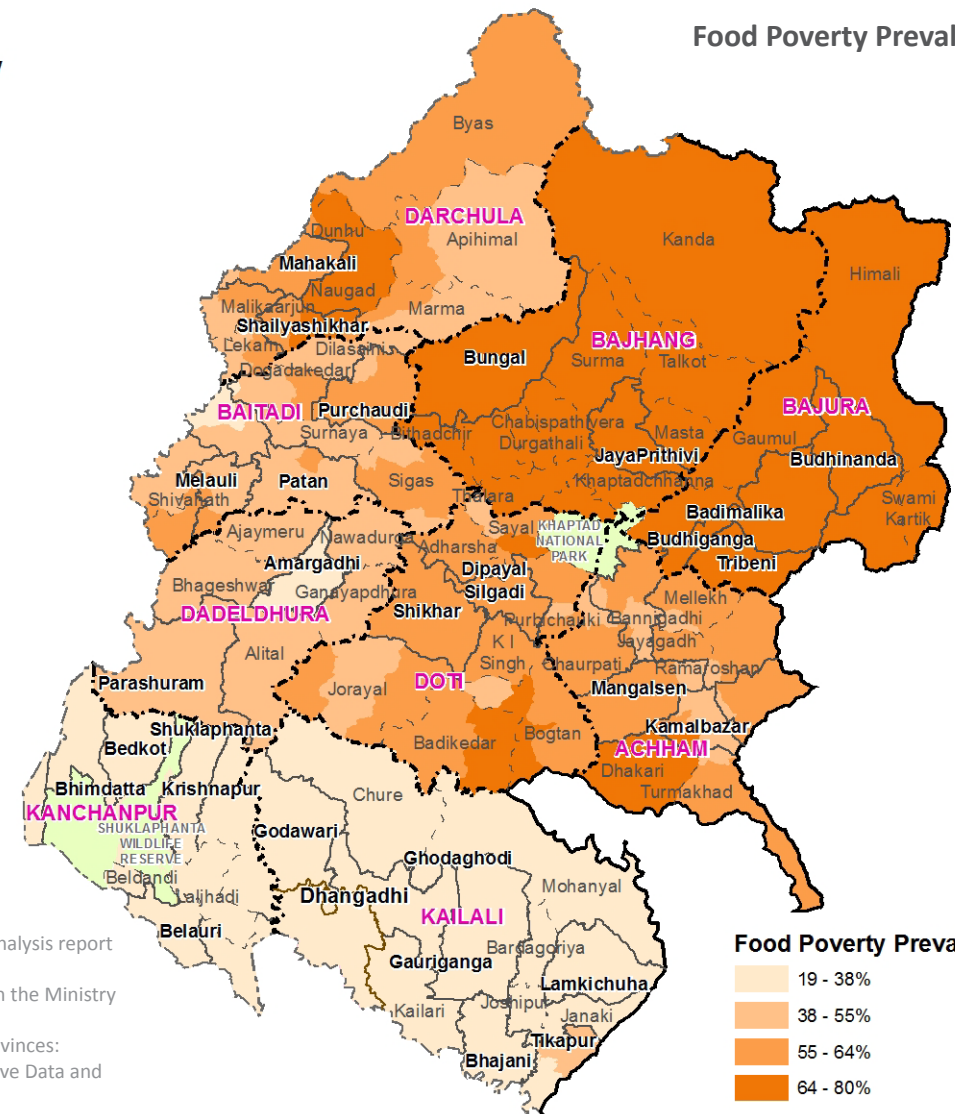 Food Poverty Preval
Byas
DARCHULA
Apihimal
Dunhu
Kanda
Mahakali
Himali
Naugad
Malikaarjun
Marma
Shailyashikhar
BAJHANG
Lekam
Dilasaini
Bungal
Surma
Talkot
Dogadakedar
BAITADI
Purchaudi
BAJURA
Chabispathivera
Surnaya
Bithadchir
Durgathali
Masta
Gaumul
JayaPrithivi
Budhinanda
Melauli
Patan
Sigas
Khaptadchhanna
Shivanath
Thalara
Swami
Kartik
Badimalika
Ajaymeru
Nawadurga
Sayal
KHAPTAD
NATIONAL
PARK
Adharsha
Budhiganga
Amargadhi
Dipayal
Silgadi
Tribeni
Bhageshwar
Ganayapdhura
Mellekh
DADELDHURA
Shikhar
Purbichauki
Bannigadhi
Jayagadh
K I
Singh
Alital
Chaurpati
Ramaroshan
Parashuram
DOTI
Jorayal
Mangalsen
Shuklaphanta
Bogtan
Kamalbazar
Bedkot
Badikedar
ACHHAM
Dhakari
Bhimdatta
Krishnapur
Chure
Turmakhad
KANCHANPUR
SHUKLAPHANTA
WILDLIFE
RESERVE
Godawari
Ghodaghodi
Beldandi
Laljhadi
Dhangadhi
Mohanyal
KAILALI
Belauri
Bardagoriya
Gauriganga
Lamkichuha
Kailari
Joshipur
Janaki
Tikapur
Bhajani
nalysis report
n the Ministry
vinces:
ve Data and
Food Poverty Preva
19 - 38%
38 - 55%
55 - 64%
64 - 80%